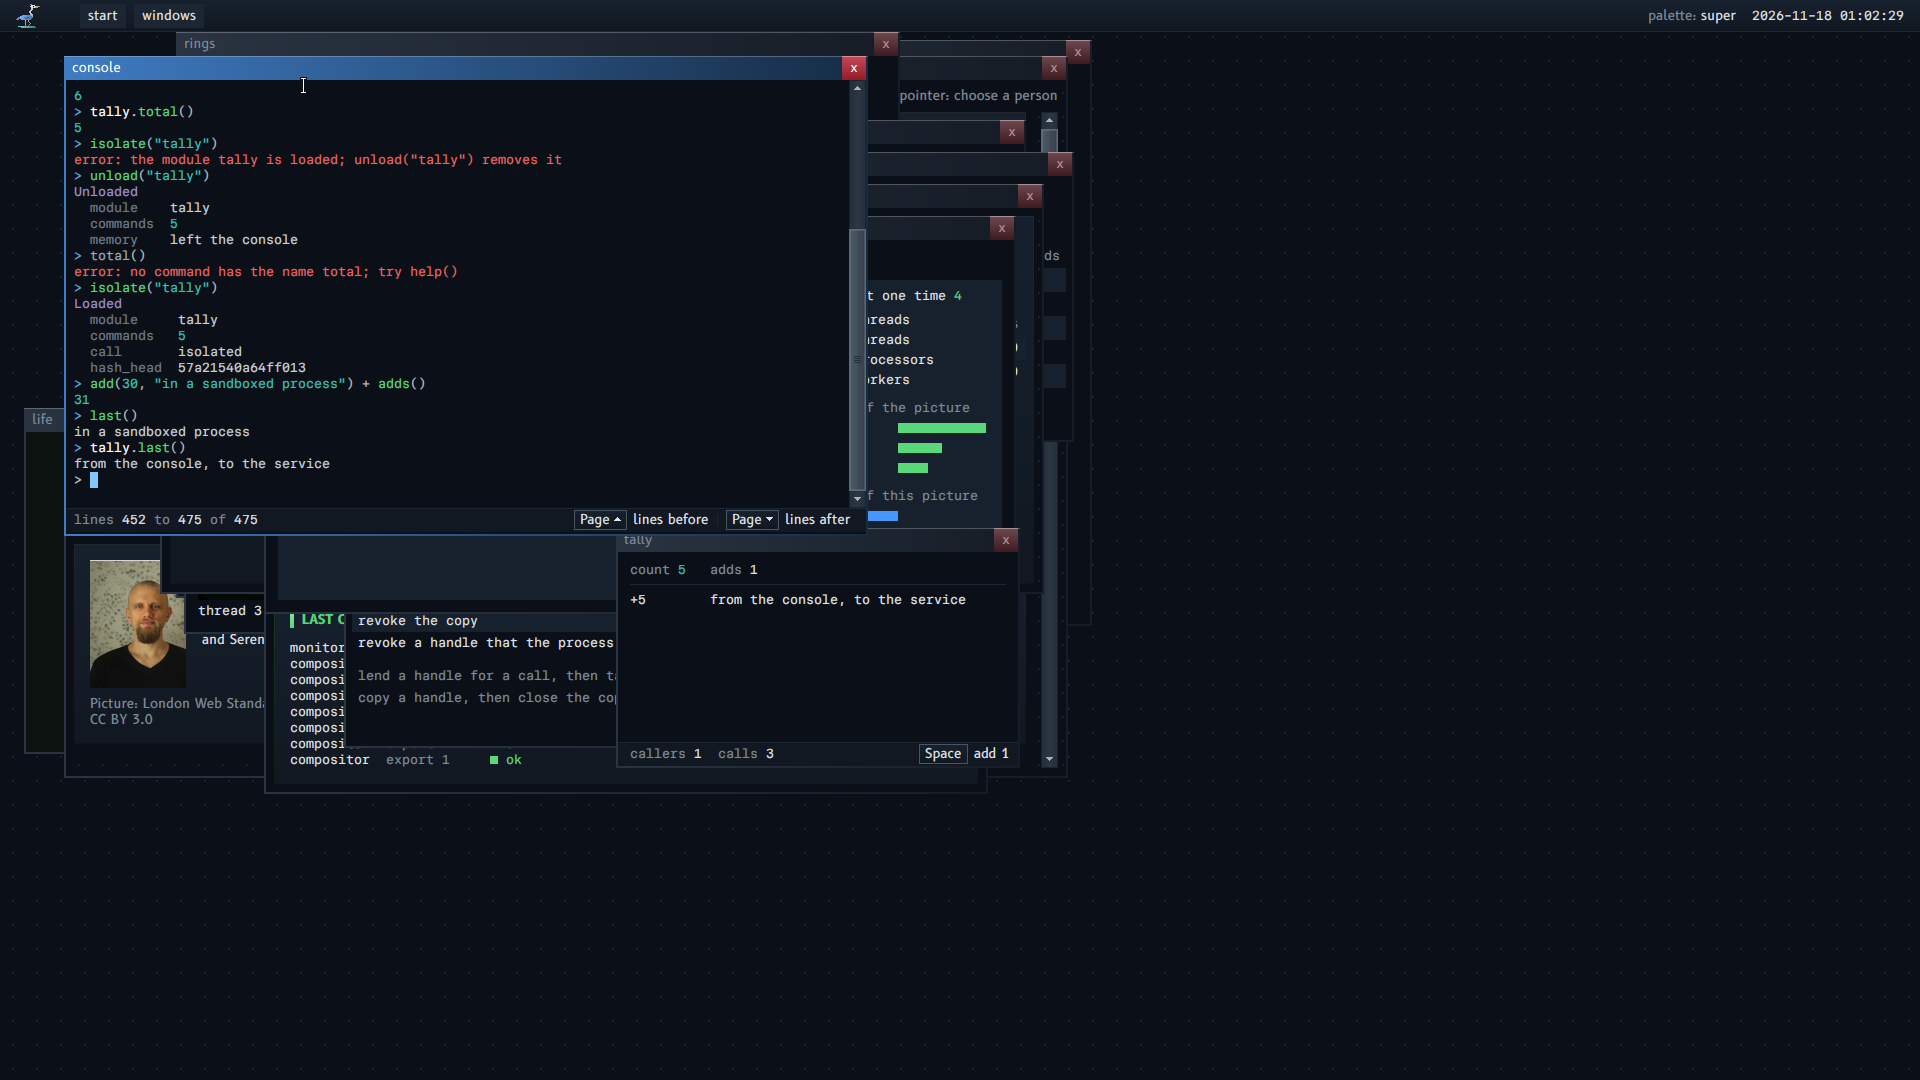 start windows palette: super 2026-11-18 01:02:29
rings x
x
console x
x
6
pointer: choose a person
> tally.total()
5
x
> isolate("tally")
error: the module tally is loaded; unload("tally") removes it
x
> unload("tally")
Unloaded
x
module tally
commands 5
x
memory left the console
> total()
ds
error: no command has the name total; try help()
> isolate("tally")
t one time 4
Loaded
module tally
reads
commands 5
reads
call isolated
rocessors
hash_head 57a21540a64ff013
> add(30, "in a sandboxed process") + adds()
rkers
31
f the picture
> last()
life
in a sandboxed process
> tally.last()
from the console, to the service
>
f this picture
lines 452 to 475 of 475 Page lines before Page lines after
tally x
count 5 adds 1
+5 from the console, to the service
thread 3
LAST C
revoke the copy
and Seren
revoke a handle that the process
monitor
composi
lend a handle for a call, then t
composi
Picture: London Web Standa
composi
copy a handle, then close the co
composi
CC BY 3.0
composi
composi
compositor export 1 ok
callers 1 calls 3 Space add 1